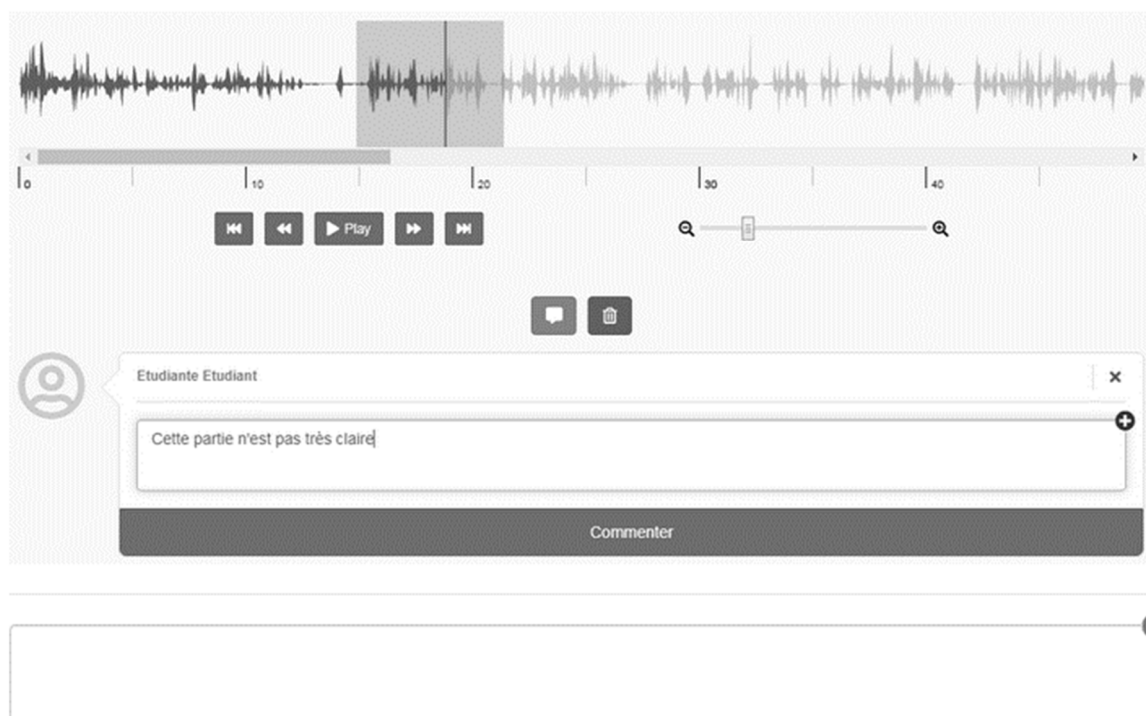 0 10 20 30 40
Play
Etudiante Etudiant
Cette partie n'est pas très claire
Commenter